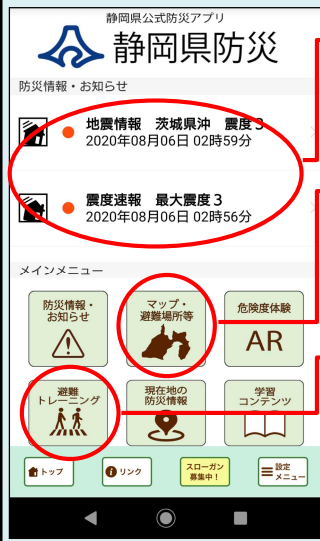 静岡県公式防災アプリ
静岡県防災
防災情報・お知らせ
地震情報　茨城県沖　震度３
2020年08月06日 02時59分
震度速報　最大震度３
2020年08月06日 02時56分
メインメニュー
防災情報・
お知らせ
マップ・
避難場所等
危険度体験
AR
避難
トレーニング
現在地の
防災情報
学習
コンテンツ
トップ
リンク
スローガン
募集中！
設定
メニュー